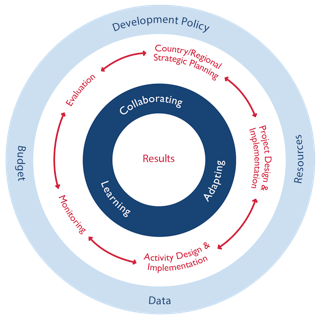 Development Policy
Country/Regional
Strategic Planning
Evaluation
Collaborating
Results
Project Design &
Implementation
Resources
Budget
Adapting
Learning
Monitoring
Activity Design &
Implementation
Data